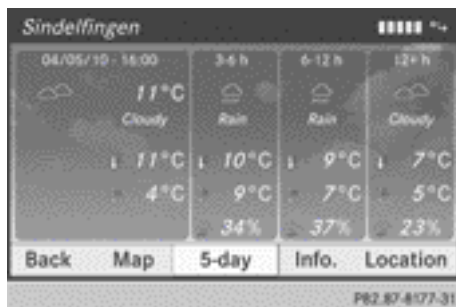 Sindelfingen
04/05/10 - 16:00 3-6 h 6-12 h 12+ h
11°C
Cloudy Rain Rain Cloudy
11°C 10°C 9°C 7°C
4°C 9°C 7°C 5°C
34% 37% 23%
Back Map 5-day Info. Location
P82.87-8177-31